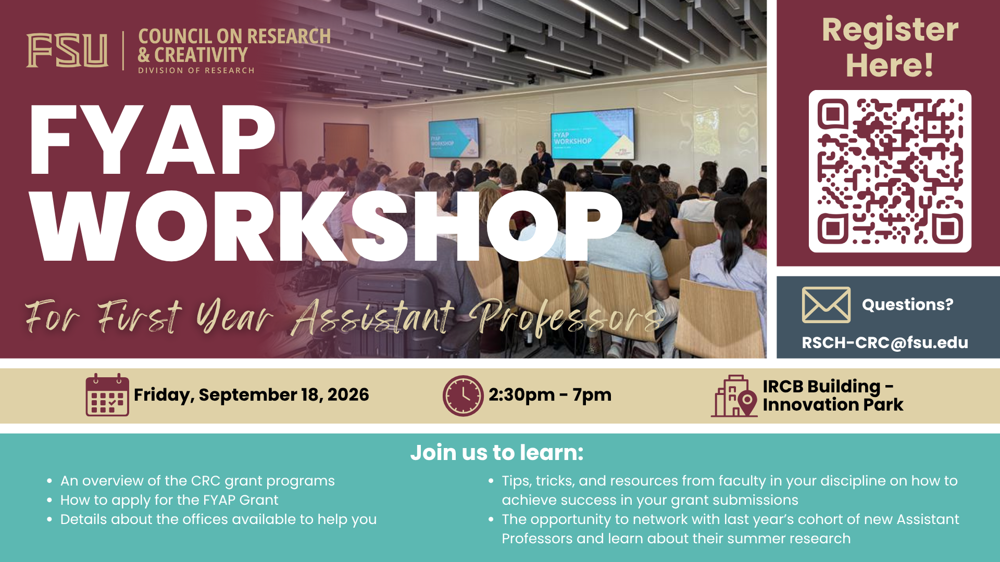 FSU
COUNCIL ON RESEARCH
& CREATIVITY
DIVISION OF RESEARCH
FYAP
WORKSHOP
For First Year Assistant Professors
FYAP
WORKSHOP
FYAP
WORKSHOP
FSU
Register
Here!
Questions?
RSCH-CRC@fsu.edu
Friday, September 18, 2026
2:30pm - 7pm
IRCB Building -
Innovation Park
Join us to learn:
• An overview of the CRC grant programs
• How to apply for the FYAP Grant
• Details about the offices available to help you
• Tips, tricks, and resources from faculty in your discipline on how to
achieve success in your grant submissions
• The opportunity to network with last year's cohort of new Assistant
Professors and learn about their summer research